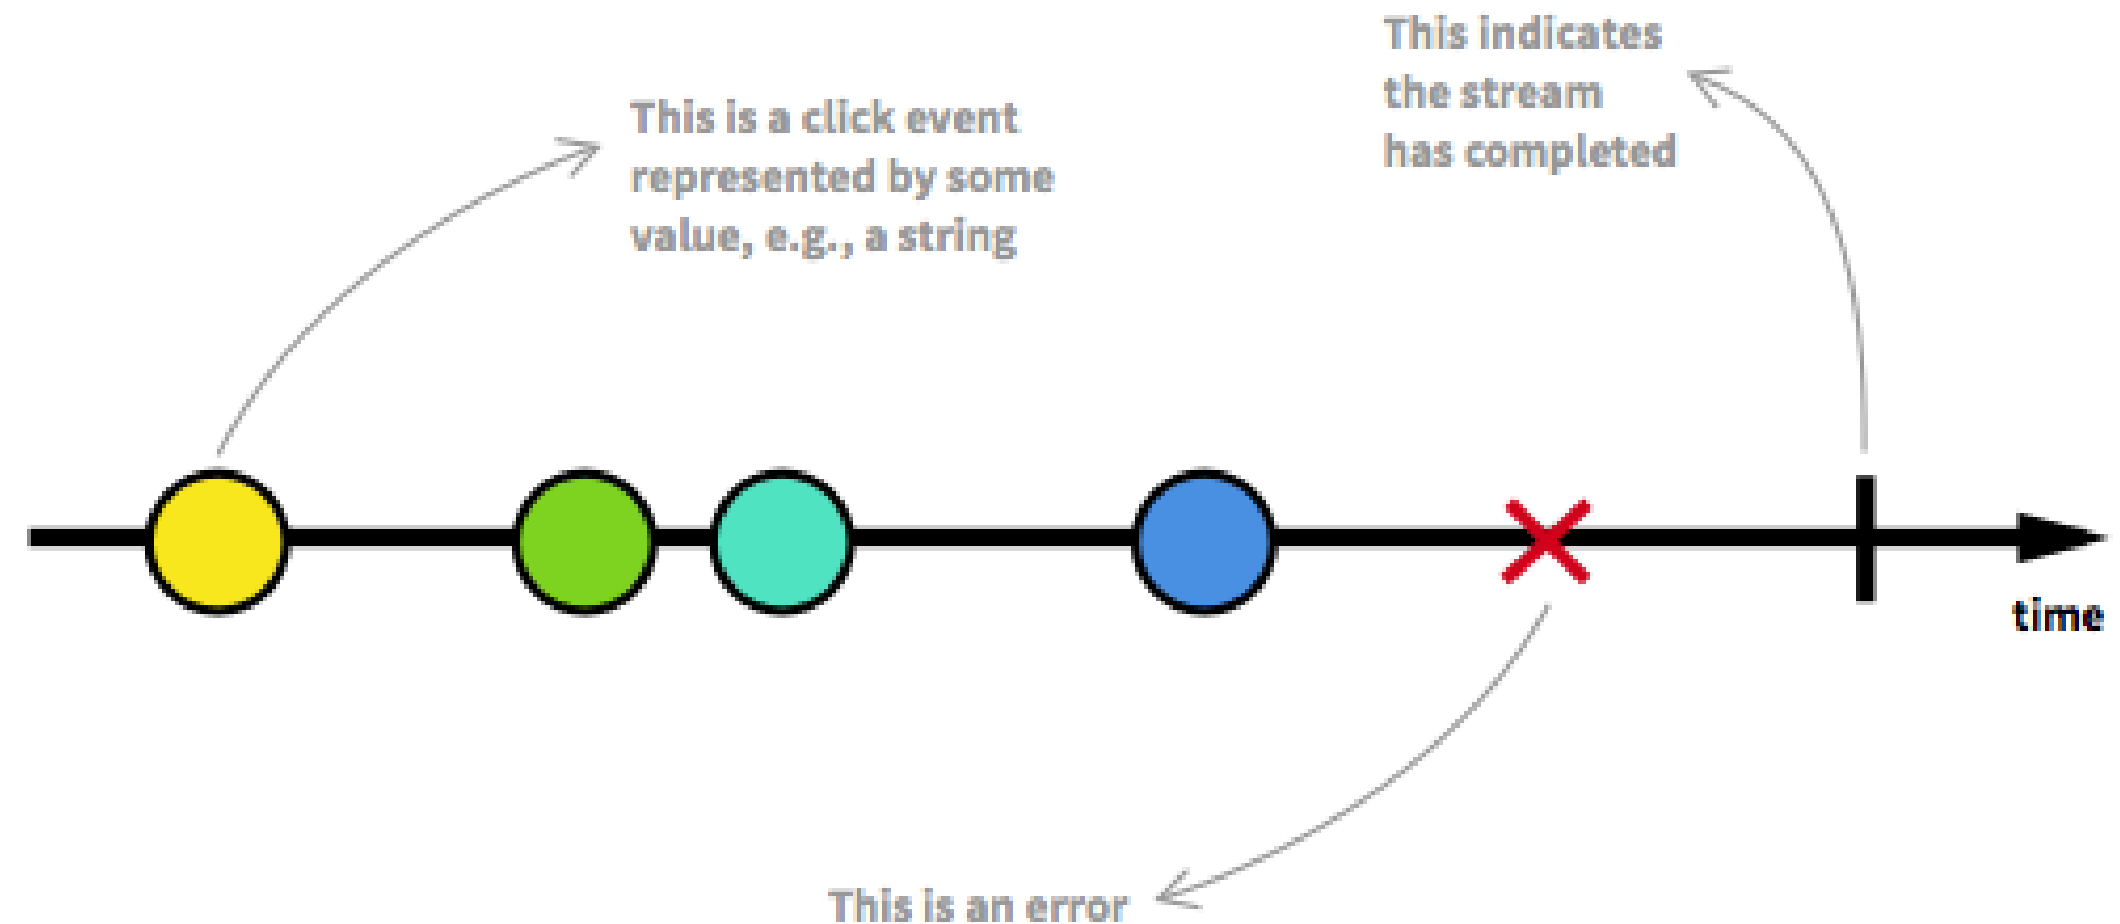 This indicates
the stream
has completed
This is a click event
represented by some
value, e.g., a string
time
This is an error